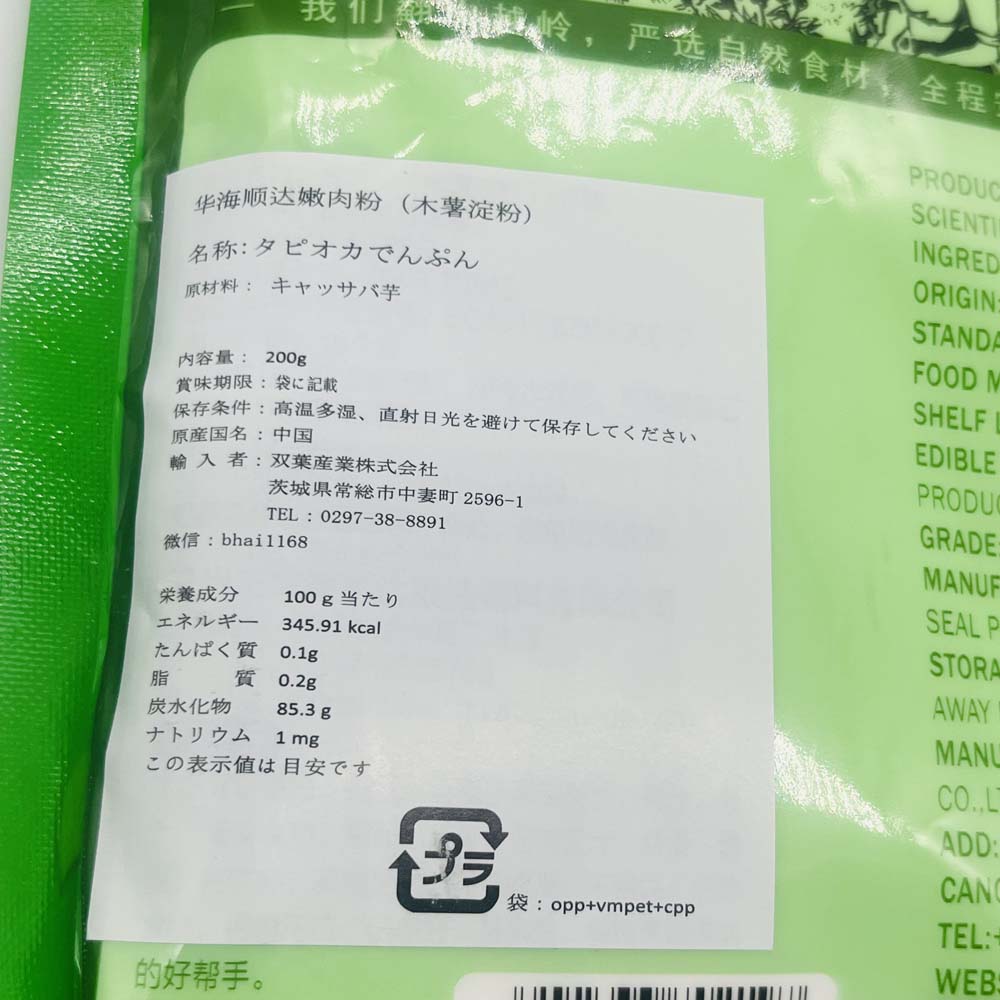 一 我们 岭，严选自然食材，全程
华海顺达嫩肉粉（木薯淀粉）
名称：タピオカでんぷん
原材料： キャッサバ芋
内容量： 200g
賞味期限：袋に記載
保存条件：高温多湿、直射日光を避けて保存してください
原産国名：中国
輸 入 者：双葉産業株式会社
茨城県常総市中妻町 2596-1
TEL：0297-38-8891
微信：bhai1168
栄養成分 100ｇ当たり
エネルギー 345.91 kcal
たんぱく質 0.1g
脂 質 0.2g
炭水化物 85.3 g
ナトリウム 1 mg
この表示値は目安です
プラ
袋：opp+vmpet+cpp
的好帮手。
PRODUC
SCIENTI
INGRED
ORIGIN:
STANDA
FOOD M
SHELF L
EDIBLE
PRODUC
GRADE:
MANUF
SEAL P
STORA
AWAY
MANU
CO.,LT
ADD:
CANG
TEL:+
WEBS